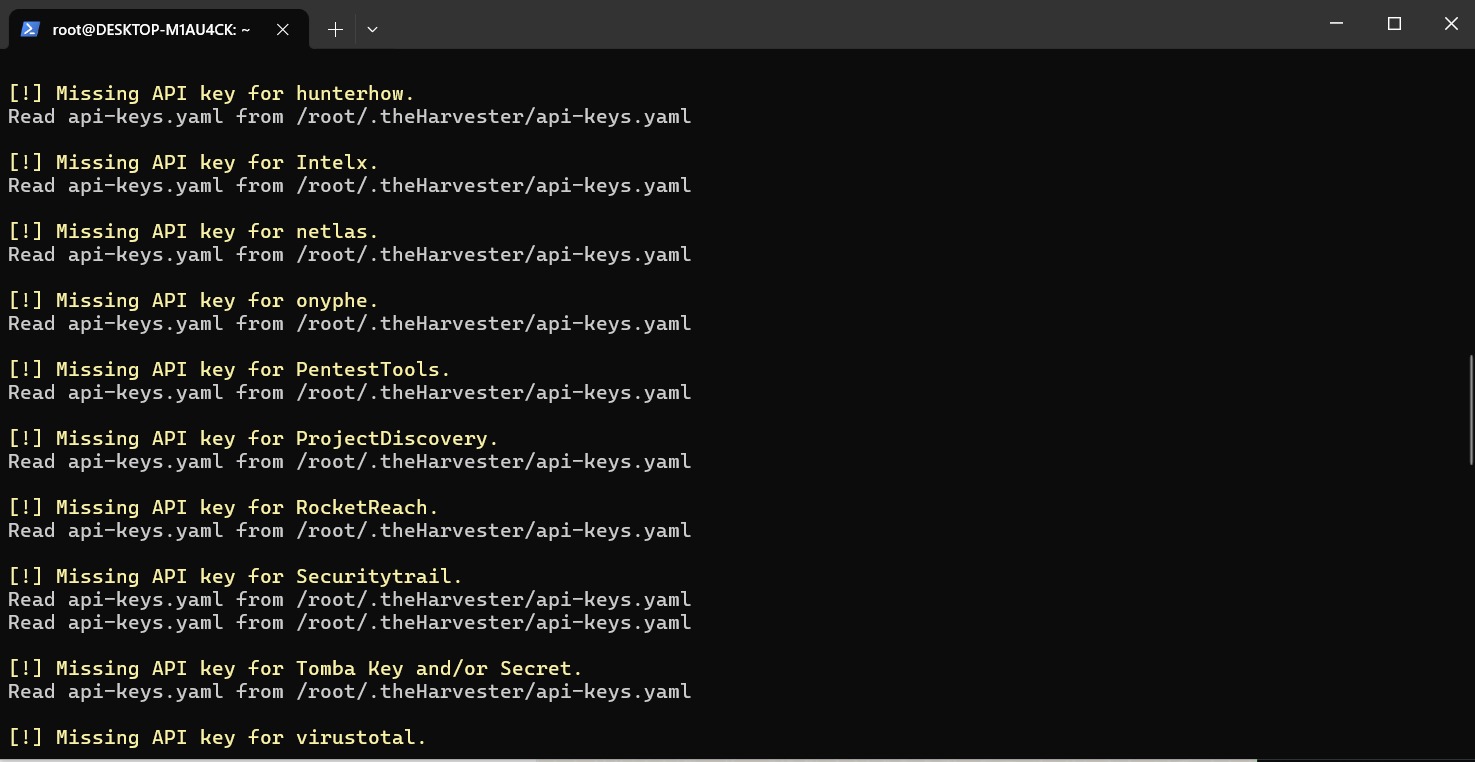 root@DESKTOP-M1AU4CK: ~
[!] Missing API key for hunterhow.
Read api-keys.yaml from /root/.theHarvester/api-keys.yaml
[!] Missing API key for Intelx.
Read api-keys.yaml from /root/.theHarvester/api-keys.yaml
[!] Missing API key for netlas.
Read api-keys.yaml from /root/.theHarvester/api-keys.yaml
[!] Missing API key for onyphe.
Read api-keys.yaml from /root/.theHarvester/api-keys.yaml
[!] Missing API key for PentestTools.
Read api-keys.yaml from /root/.theHarvester/api-keys.yaml
[!] Missing API key for ProjectDiscovery.
Read api-keys.yaml from /root/.theHarvester/api-keys.yaml
[!] Missing API key for RocketReach.
Read api-keys.yaml from /root/.theHarvester/api-keys.yaml
[!] Missing API key for Securitytrail.
Read api-keys.yaml from /root/.theHarvester/api-keys.yaml
Read api-keys.yaml from /root/.theHarvester/api-keys.yaml
[!] Missing API key for Tomba Key and/or Secret.
Read api-keys.yaml from /root/.theHarvester/api-keys.yaml
[!] Missing API key for virustotal.